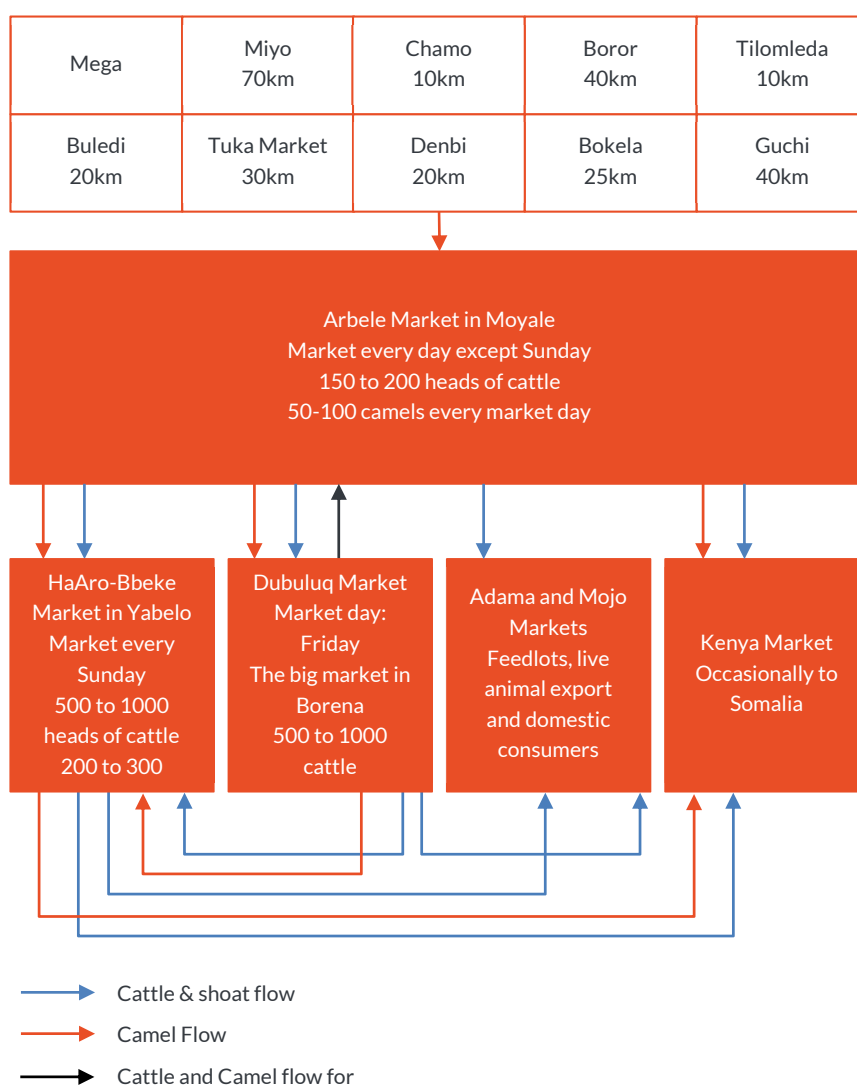 Mega
Miyo
70km
Chamo
10km
Boror
40km
Tilomleda
10km
Buledi
20km
Tuka Market
30km
Denbi
20km
Bokela
25km
Guchi
40km
Arbele Market in Moyale
Market every day except Sunday
150 to 200 heads of cattle
50-100 camels every market day
HaAro-Bbeke
Market in Yabelo
Market every
Sunday
500 to 1000
heads of cattle
200 to 300
Dubuluq Market
Market day:
Friday
The big market in
Borena
500 to 1000
cattle
Adama and Mojo
Markets
Feedlots, live
animal export
and domestic
consumers
Kenya Market
Occasionally to
Somalia
Cattle & shoat flow
Camel Flow
Cattle and Camel flow for